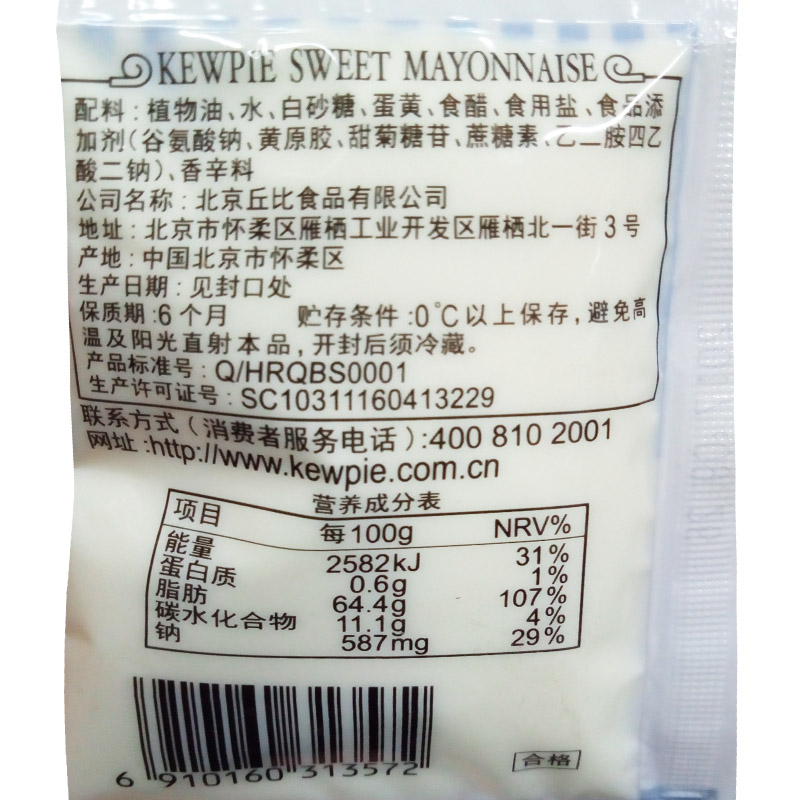 KEWPIE SWEET MAYONNAISE
配料:植物油、水、白砂糖、蛋黄、食醋、食用盐、食品添
加剂(谷氨酸钠、黄原胶、甜菊糖苷、蔗糖素、乙二胺四乙
酸二钠)、香辛料
公司名称:北京丘比食品有限公司
地址:北京市怀柔区雁栖工业开发区雁栖北一街3号
产地:中国北京市怀柔区
生产日期:见封口处
保质期:6个月 贮存条件:0℃以上保存,避免高
温及阳光直射本品,开封后须冷藏。
产品标准号:Q/HRQBS0001
生产许可证号:SC10311160413229
联系方式(消费者服务电话):400 810 2001
网址:http://www.kewpie.com.cn
营养成分表
项目 每100g NRV%
能量 2582kJ 31%
蛋白质 0.6g 1%
脂肪 64.4g 107%
碳水化合物 11.1g 4%
钠 587mg 29%
6 910160 313572
合格